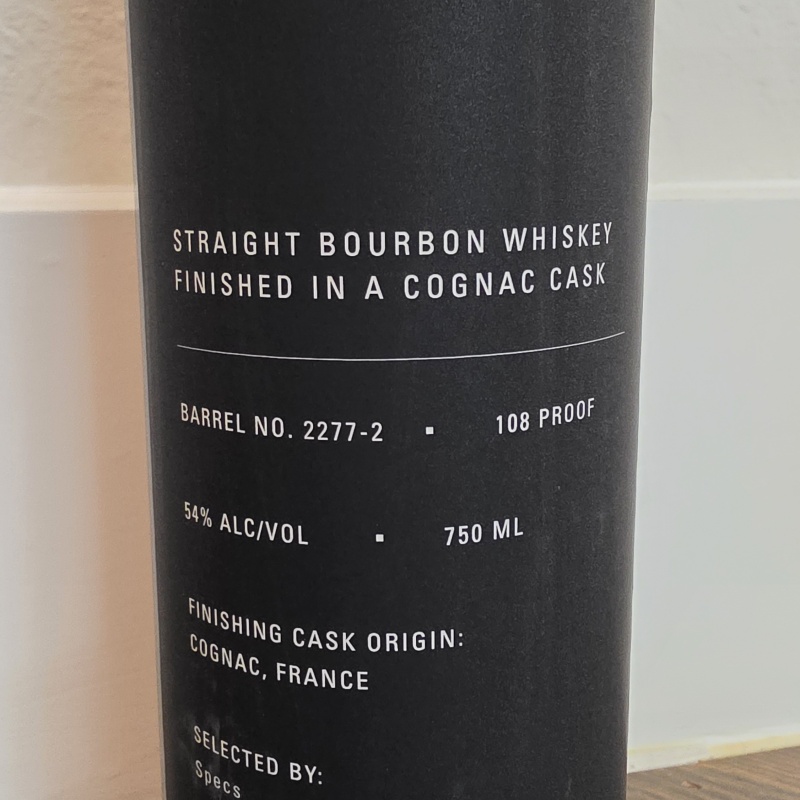 STRAIGHT BOURBON WHISKEY
FINISHED IN A COGNAC CASK
BARREL NO. 2277-2 ▪ 108 PROOF
54% ALC/VOL ▪ 750 ML
FINISHING CASK ORIGIN:
COGNAC, FRANCE
SELECTED BY:
Specs